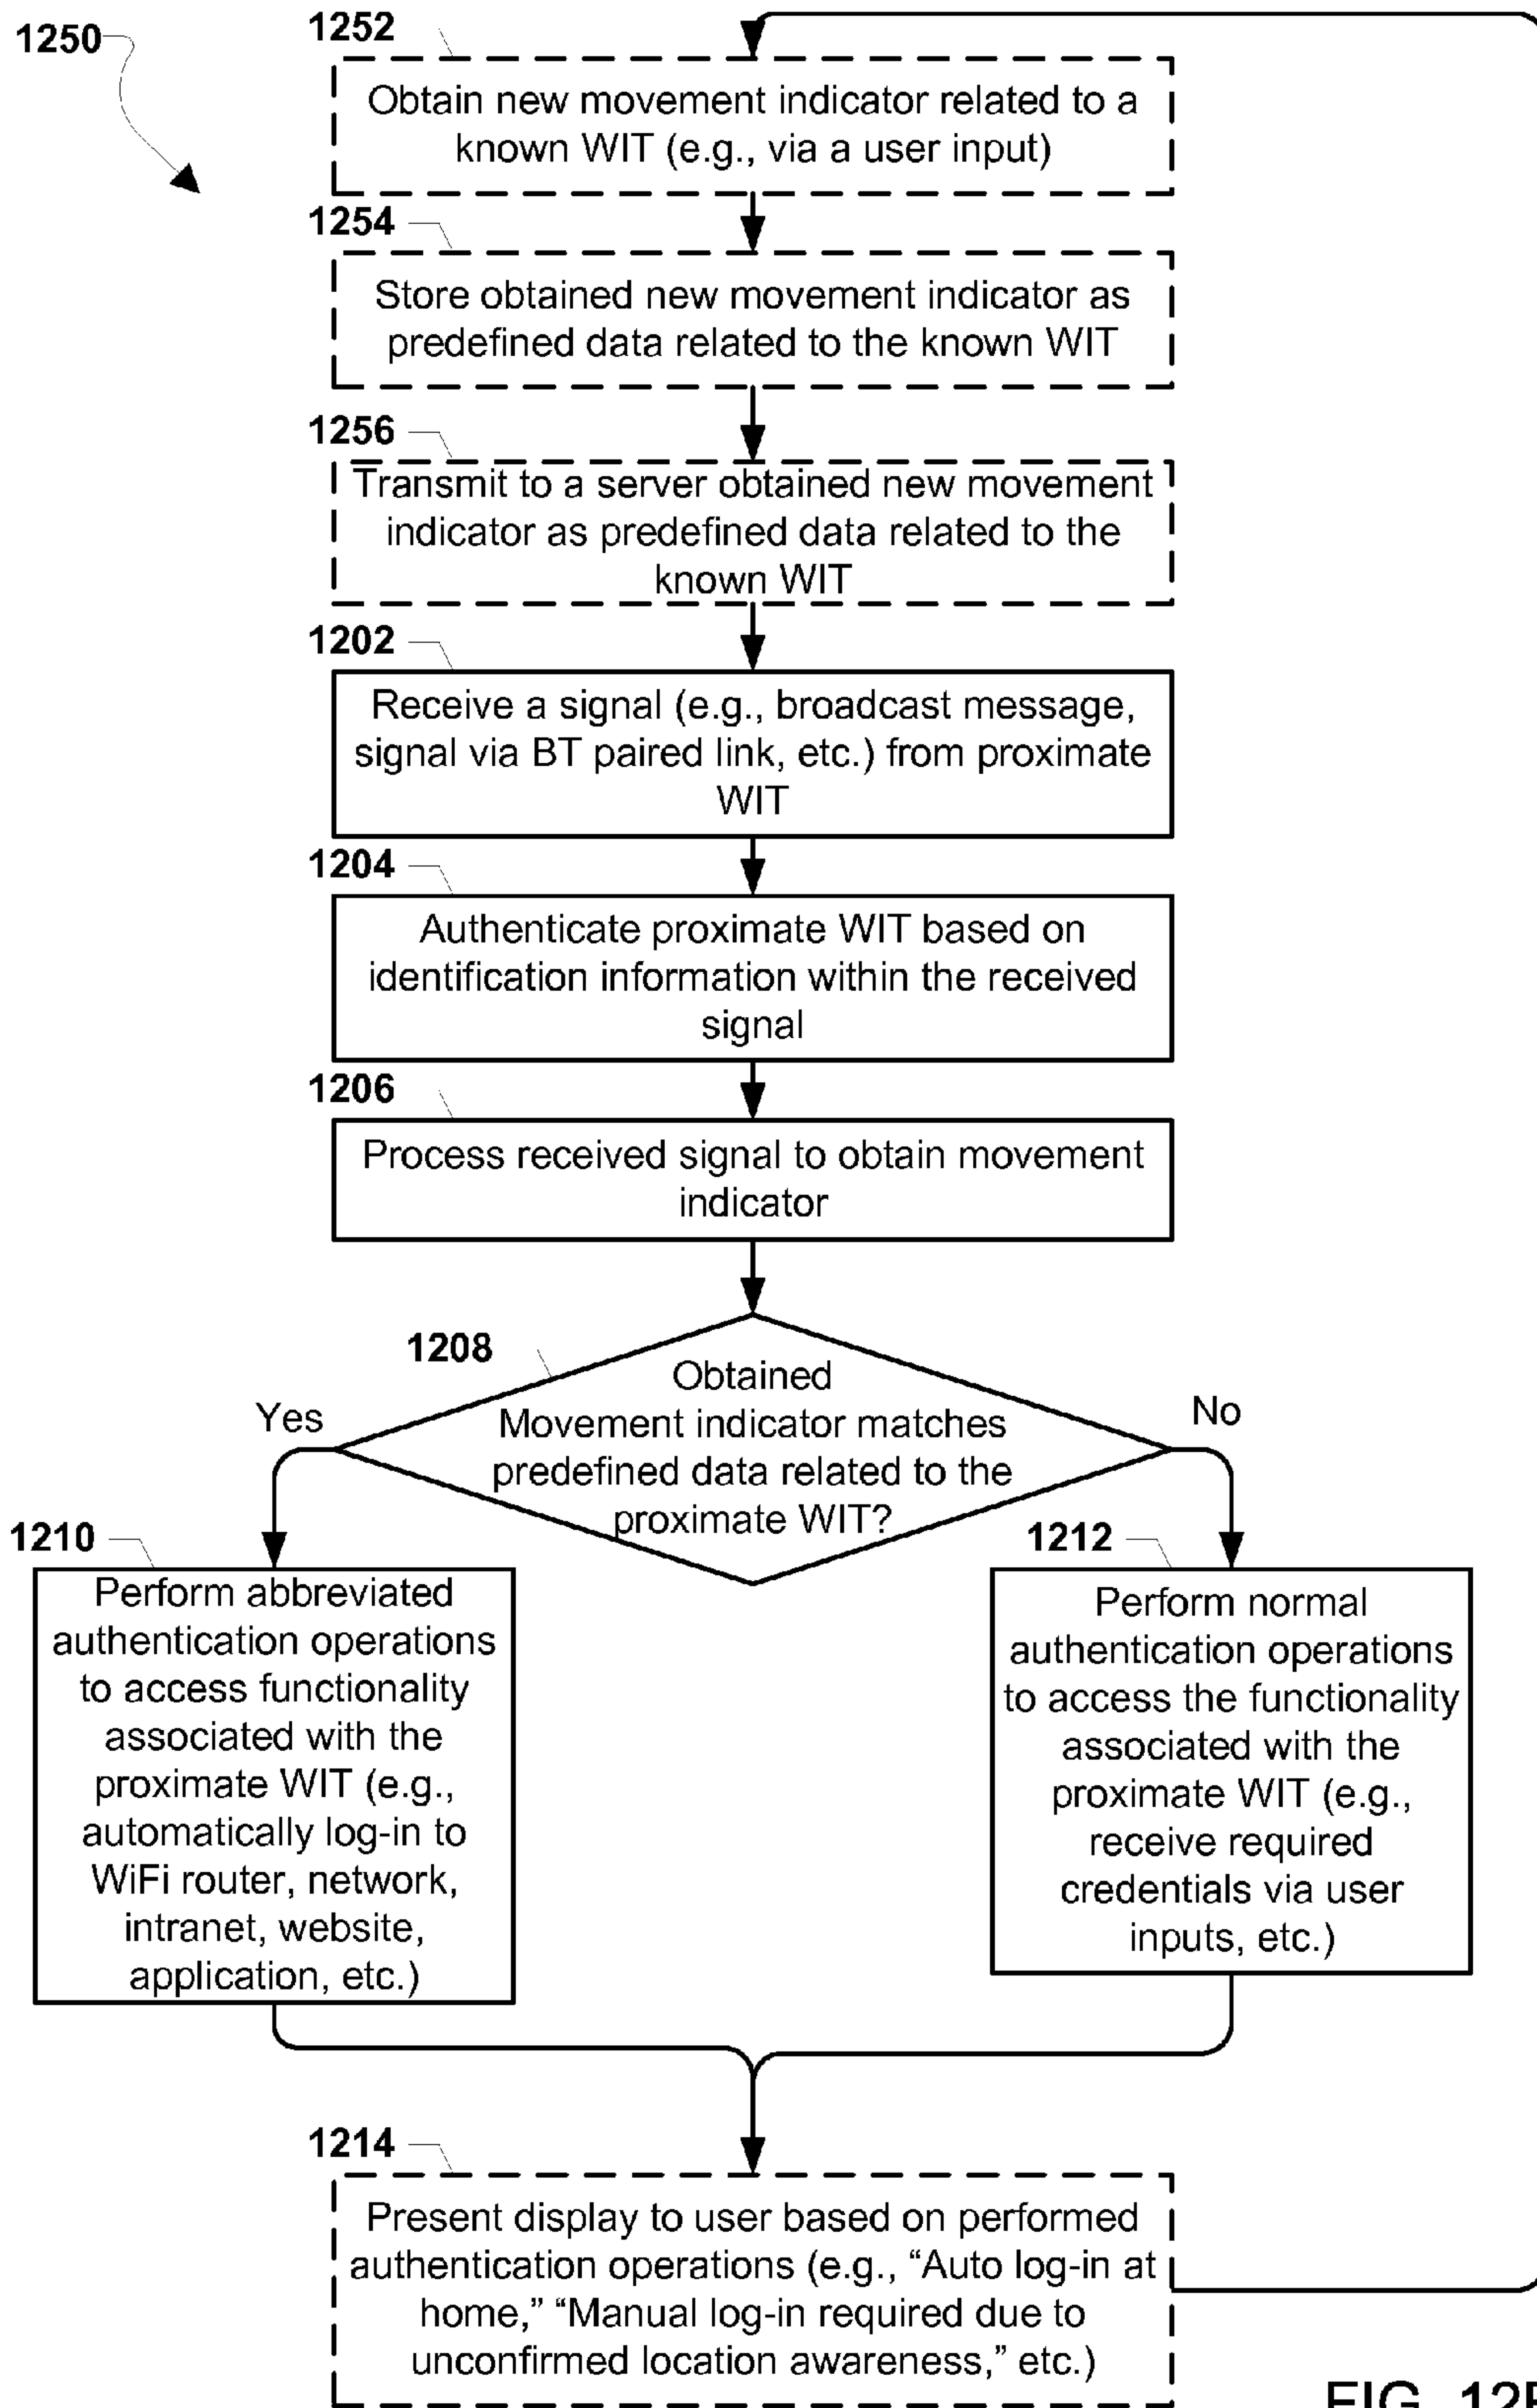 1250
1252
Obtain new movement indicator related to a
known WIT (e.g., via a user input)
1254
Store obtained new movement indicator as
predefined data related to the known WIT
1256
Transmit to a server obtained new movement
indicator as predefined data related to the
known WIT
1202
Receive a signal (e.g., broadcast message,
signal via BT paired link, etc.) from proximate
WIT
1204
Authenticate proximate WIT based on
identification information within the received
signal
1206
Process received signal to obtain movement
indicator
1208
Obtained
Movement indicator matches
predefined data related to the
proximate WIT?
Yes
No
1210
Perform abbreviated
authentication operations
to access functionality
associated with the
proximate WIT (e.g.,
automatically log-in to
WiFi router, network,
intranet, website,
application, etc.)
1212
Perform normal
authentication operations
to access the functionality
associated with the
proximate WIT (e.g.,
receive required
credentials via user
inputs, etc.)
1214
Present display to user based on performed
authentication operations (e.g., “Auto log-in at
home,” “Manual log-in required due to
unconfirmed location awareness,” etc.)
FIG.